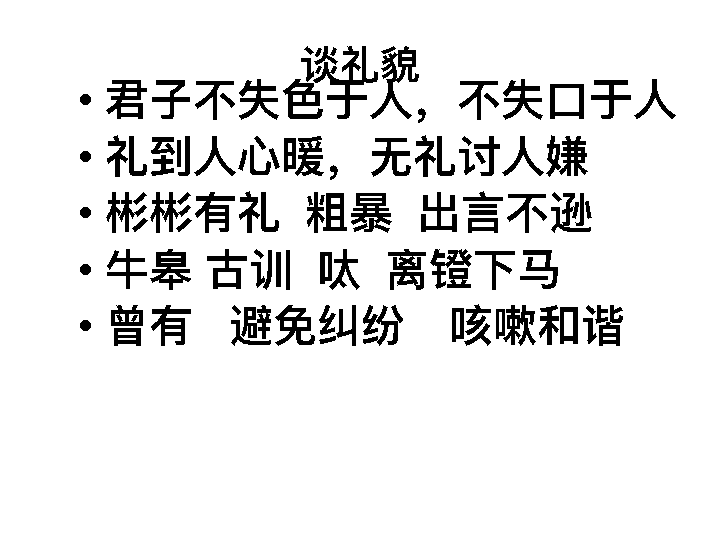 谈礼貌
• 君子不失色于人，不失口于人
• 礼到人心暖，无礼讨人嫌
• 彬彬有礼 粗暴 出言不逊
• 牛皋 古训 呔 离镫下马
• 曾有 避免纠纷 咳嗽和谐